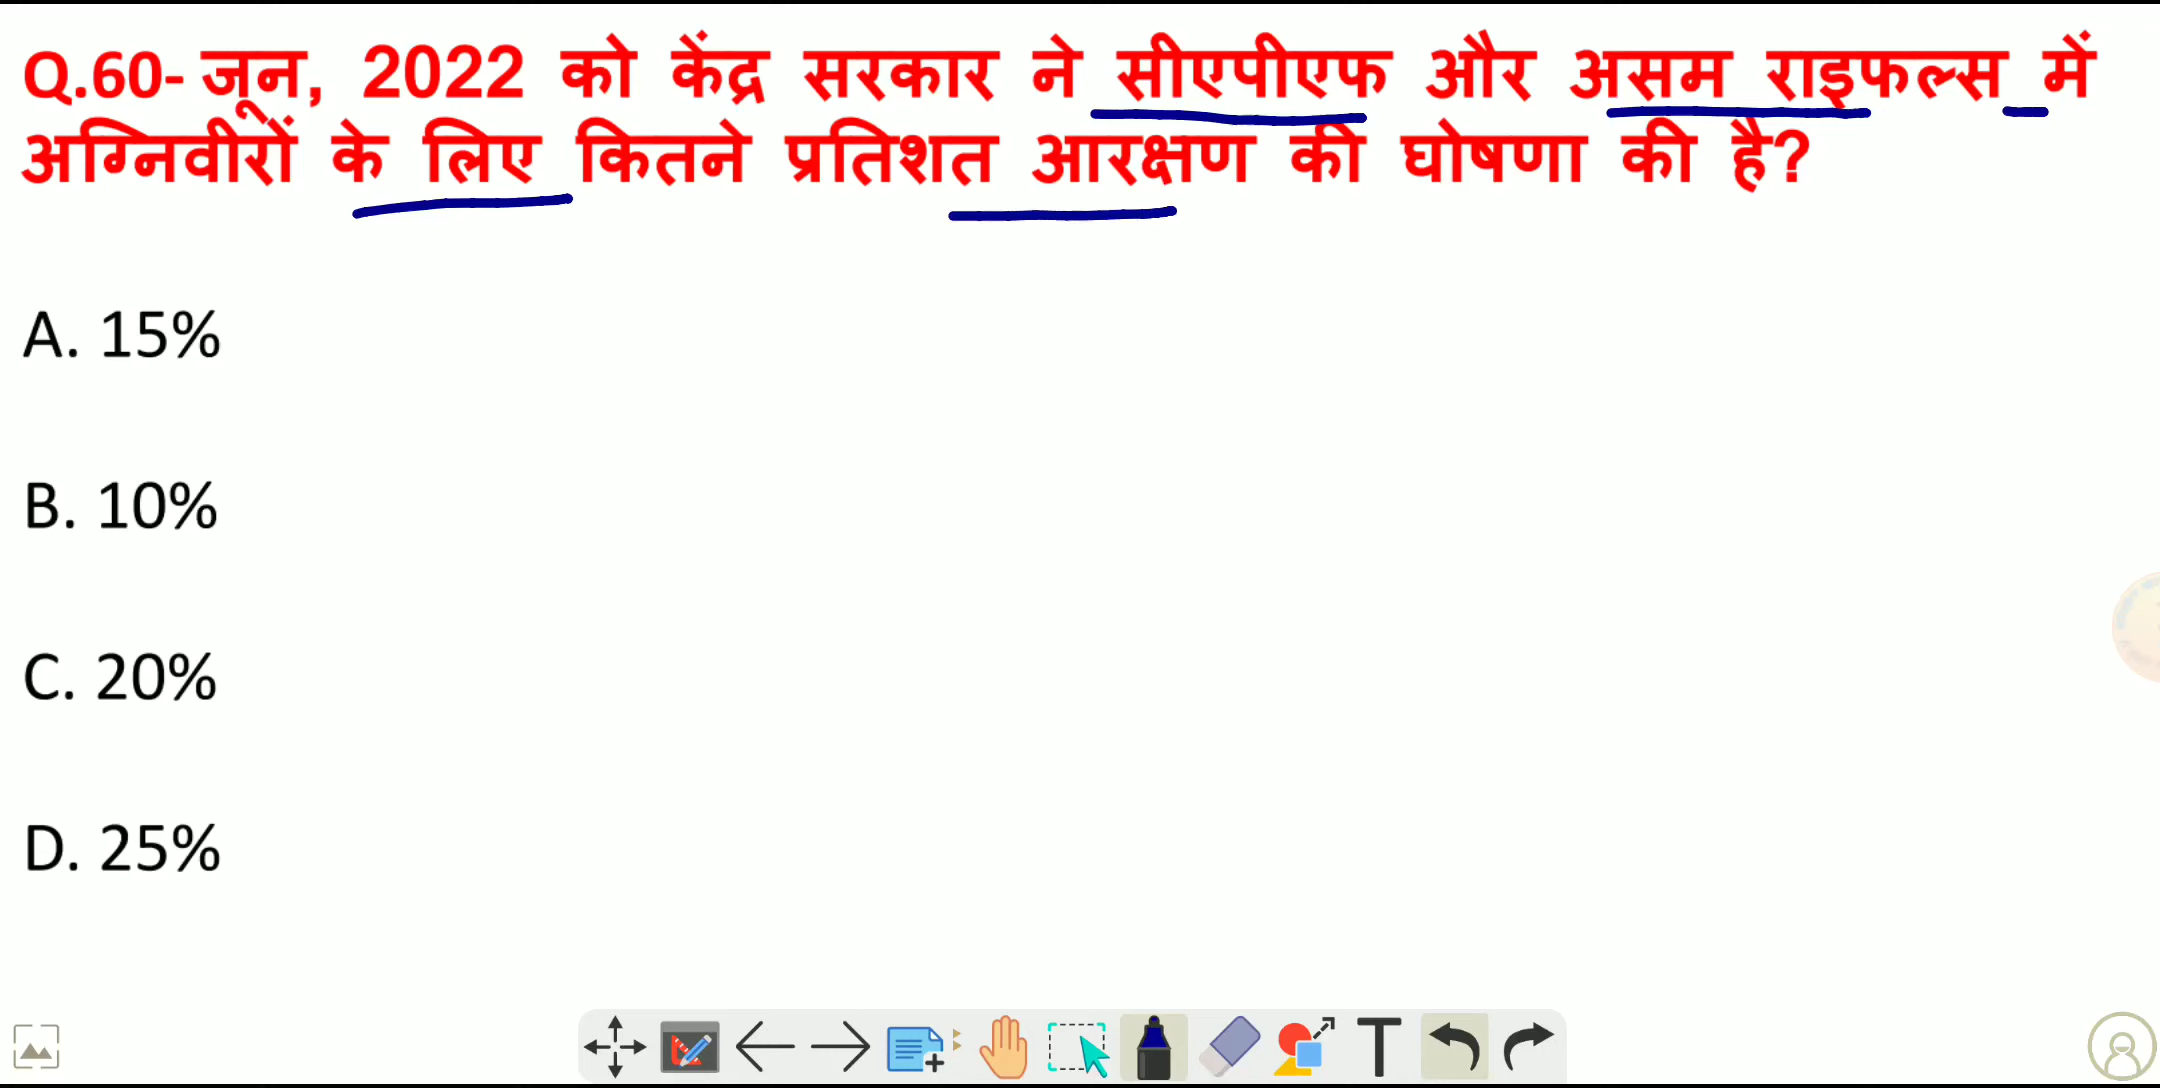 Q.60- जून, 2022 को केंद्र सरकार ने सीएपीएफ और असम राइफल्स में
अग्निवीरों के लिए कितने प्रतिशत आरक्षण की घोषणा की है?
A. 15%
B. 10%
C. 20%
D. 25%